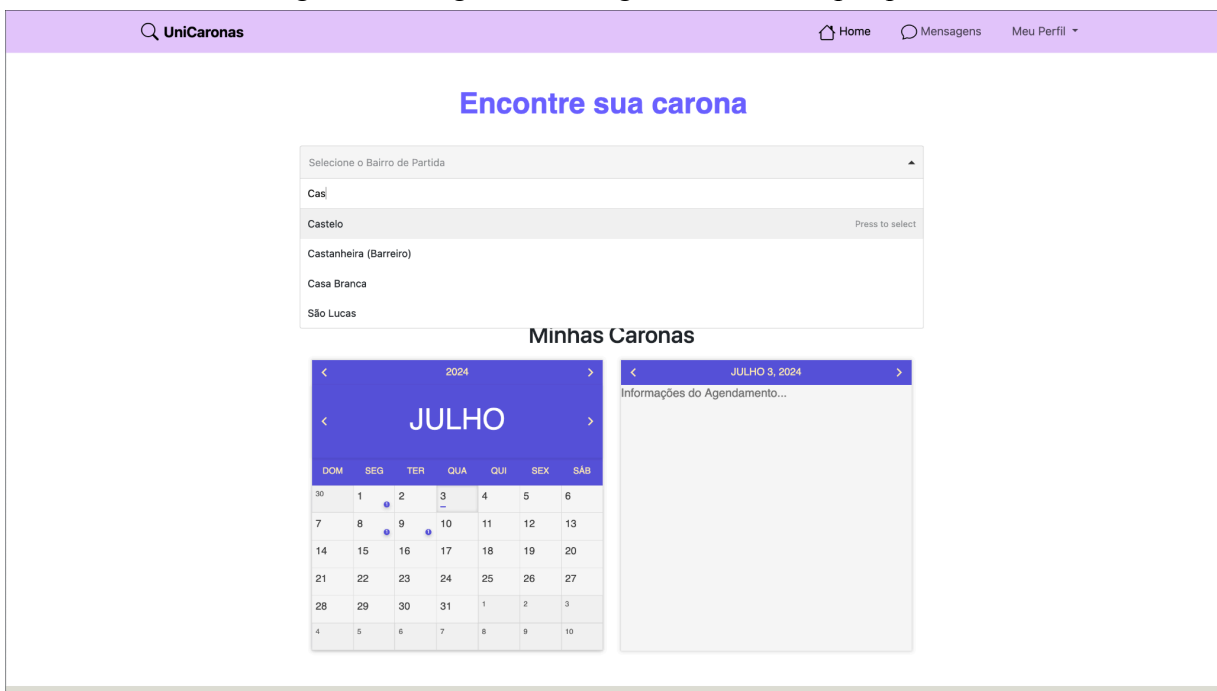 UniCaronas Home Mensagens Meu Perfil
Encontre sua carona
Selecione o Bairro de Partida
Cas
Castelo Press to select
Castanheira (Barreiro)
Casa Branca
São Lucas
Minhas Caronas
2024
JULHO
DOM SEG TER QUA QUI SEX SÁB
30 1 2 3 4 5 6
7 8 9 10 11 12 13
14 15 16 17 18 19 20
21 22 23 24 25 26 27
28 29 30 31 1 2 3
4 5 6 7 8 9 10
JULHO 3, 2024
Informações do Agendamento...